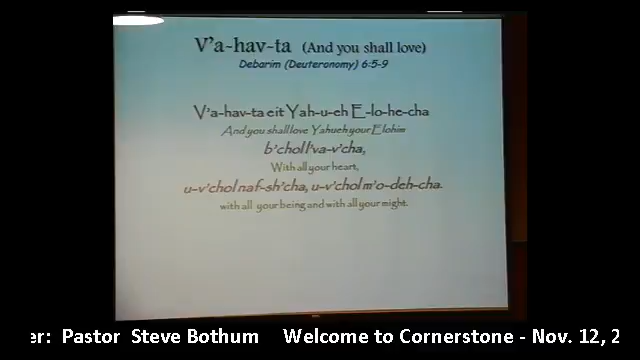 V'a-hav-ta (And you shall love)
Debarim (Deuteronomy) 6:5-9
V'a-hav-ta eit Yah-u-eh E-lo-he-cha
And you shall love Yahueh your Elohim
b'chol l'va-v'cha,
With all your heart,
u-v'chol naf-sh'cha, u-v'chol m'o-deh-cha.
with all your being and with all your might.
er: Pastor Steve Bothum Welcome to Cornerstone - Nov. 12, 2